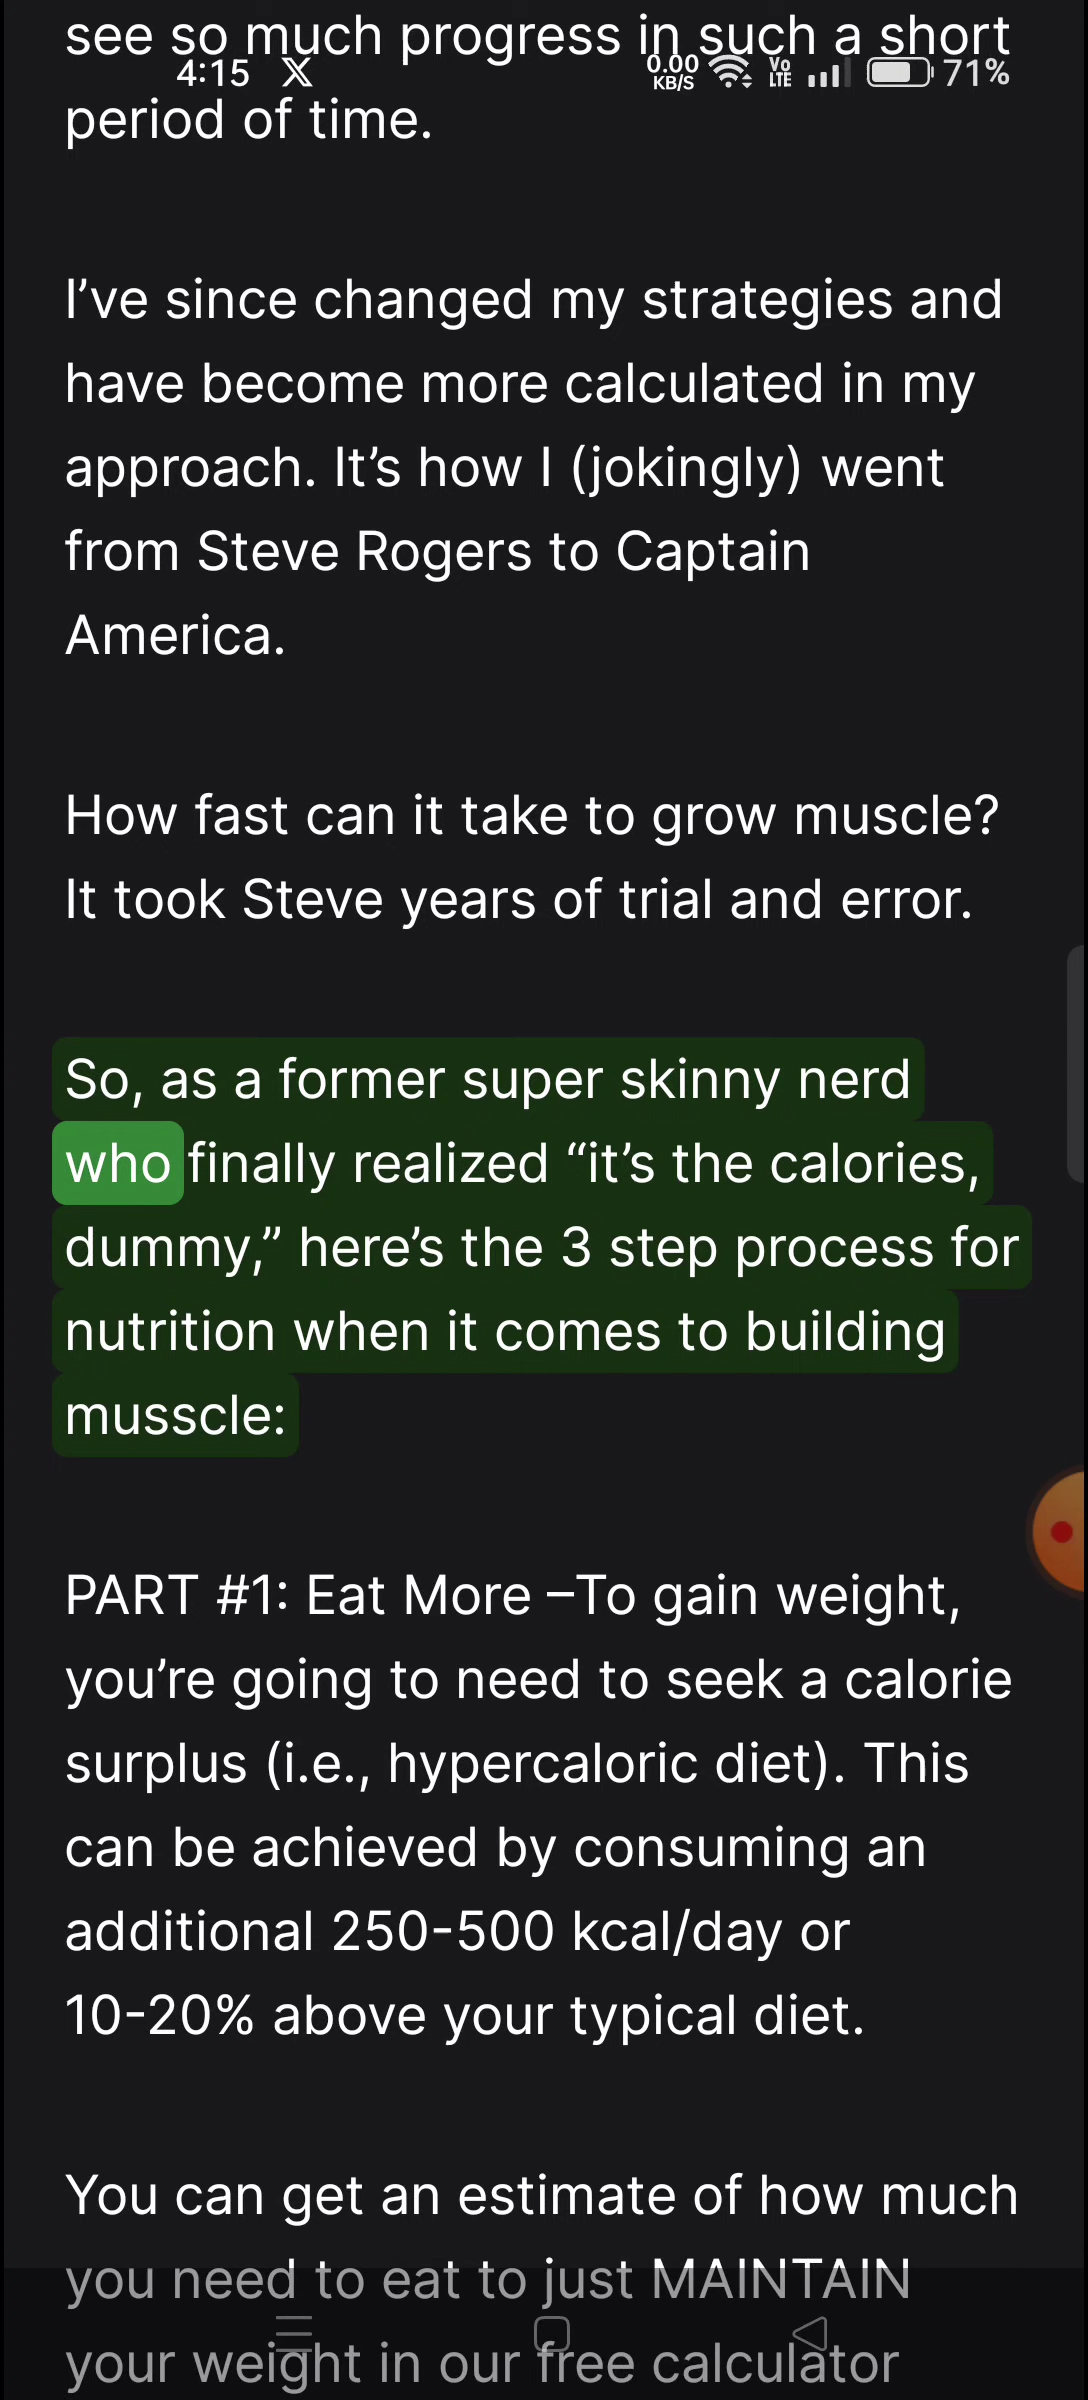 see so much progress in such a short
4:15 X 0.00 KB/S Vo LTE 71%
period of time.
I’ve since changed my strategies and
have become more calculated in my
approach. It’s how I (jokingly) went
from Steve Rogers to Captain
America.
How fast can it take to grow muscle?
It took Steve years of trial and error.
So, as a former super skinny nerd
who finally realized “it’s the calories,
dummy,” here’s the 3 step process for
nutrition when it comes to building
musscle:
PART #1: Eat More –To gain weight,
you’re going to need to seek a calorie
surplus (i.e., hypercaloric diet). This
can be achieved by consuming an
additional 250-500 kcal/day or
10-20% above your typical diet.
You can get an estimate of how much
you need to eat to just MAINTAIN
your weight in our free calculator